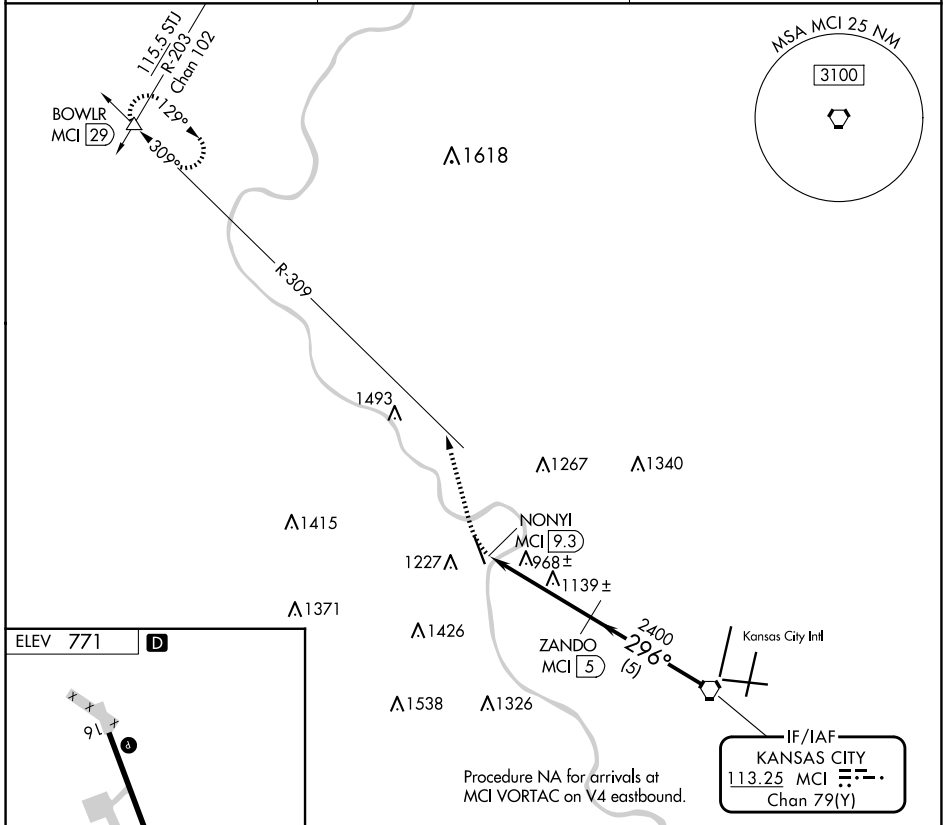 115.5 STJ
R-203
Chan 102
BOWLR
MCI 29
129°
309°
MSA MCI 25 NM
3100
1618
R-309
1493
1267
1340
1415
NONYI
MCI 9.3
1227
968±
1139±
1371
1426
ZANDO
MCI 5
2400
296°
(5)
Kansas City Intl
1538
1326
IF/IAF
KANSAS CITY
113.25 MCI
Chan 79(Y)
Procedure NA for arrivals at
MCI VORTAC on V4 eastbound.
ELEV 771 D
16
P